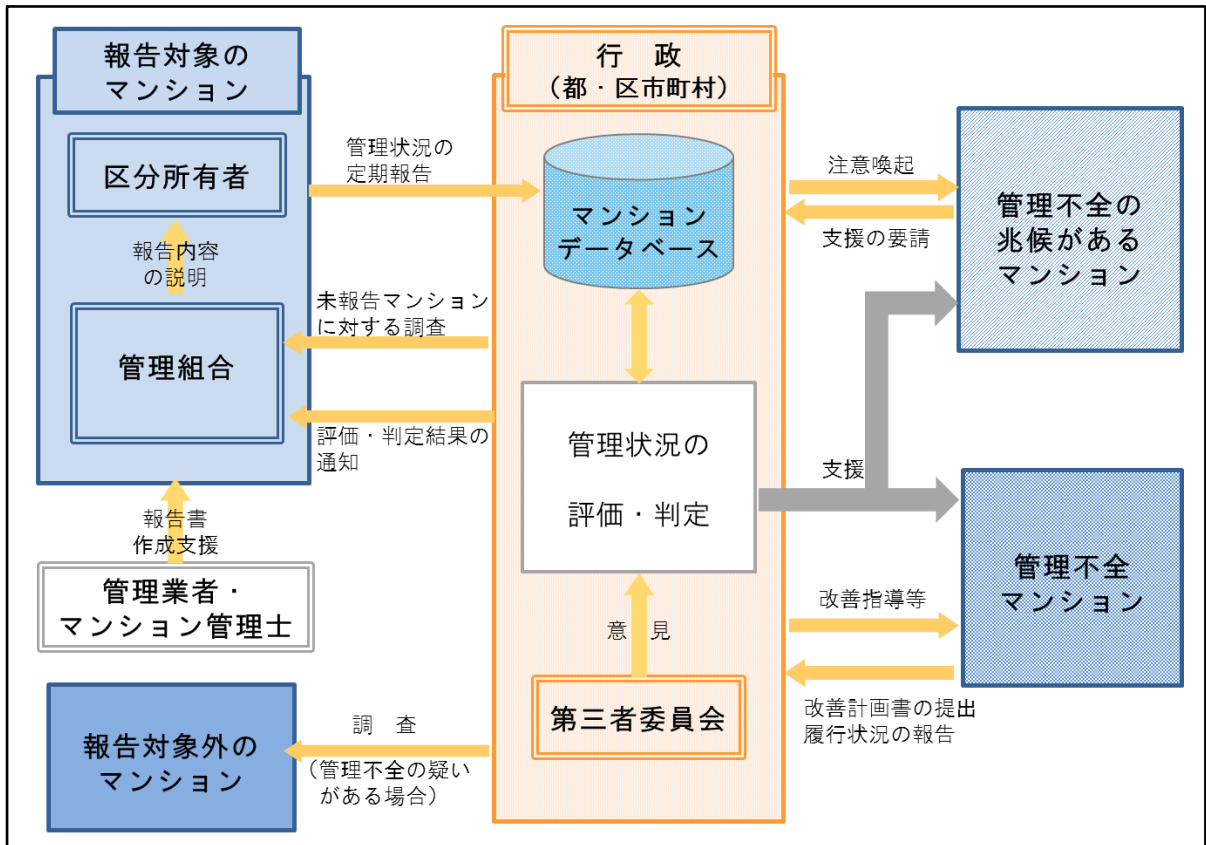 報告対象の
マンション
区分所有者
報告内容
の説明
管理組合
報告書
作成支援
管理業者・
マンション管理士
報告対象外の
マンション
管理状況の
定期報告
未報告マンション
に対する調査
評価・判定結果の
通知
調　査
（管理不全の疑い
がある場合）
行　政
（都・区市町村）
マンション
データベース
管理状況の
評価・判定
意　見
第三者委員会
注意喚起
支援の要請
支援
改善指導等
改善計画書の提出
履行状況の報告
管理不全の
兆候がある
マンション
管理不全
マンション